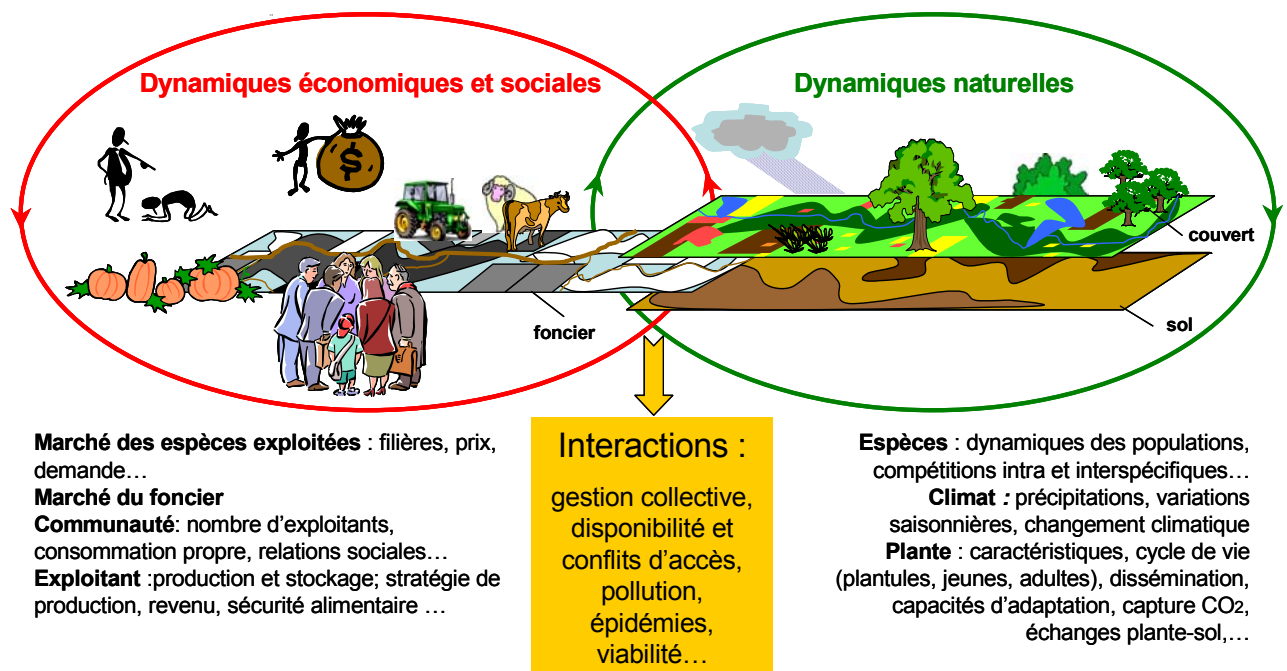 Dynamiques économiques et sociales
Dynamiques naturelles
$
couvert
sol
foncier
Marché des espèces exploitées : filières, prix,
demande…
Marché du foncier
Communauté: nombre d’exploitants,
consommation propre, relations sociales…
Exploitant :production et stockage; stratégie de
production, revenu, sécurité alimentaire …
Interactions :
gestion collective,
disponibilité et
conflits d’accès,
pollution,
épidémies,
viabilité…
Espèces : dynamiques des populations,
compétitions intra et interspécifiques…
Climat : précipitations, variations
saisonnières, changement climatique
Plante : caractéristiques, cycle de vie
(plantules, jeunes, adultes), dissémination,
capacités d’adaptation, capture CO2,
échanges plante-sol,…